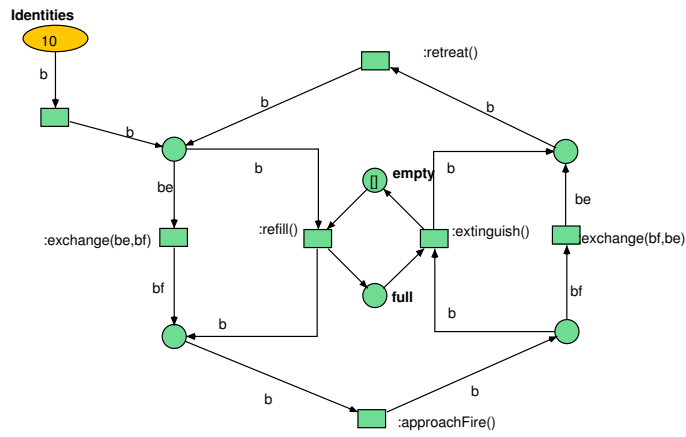 Identities
10
b
:retreat()
b
b
b
b
b
[]
empty
be
be
:exchange(be,bf)
:refill()
:extinguish()
:exchange(bf,be)
bf
full
bf
b
b
b
b
:approachFire()